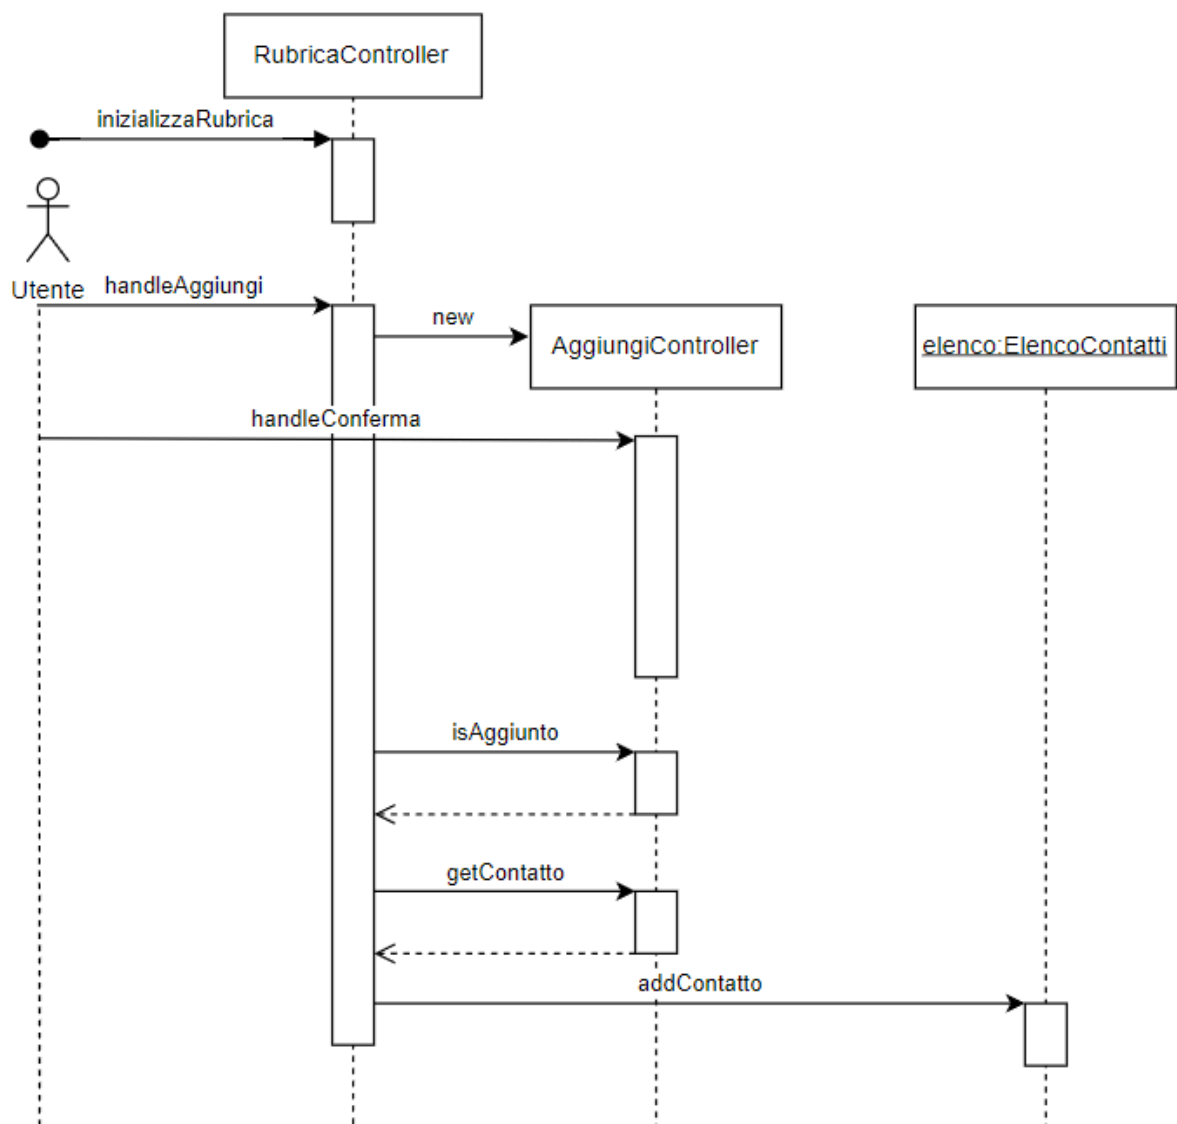 RubricaController
inizializzaRubrica
Utente
handleAggiungi
new
AggiungiController
elenco:ElencoContatti
handleConferma
isAggiunto
getContatto
addContatto